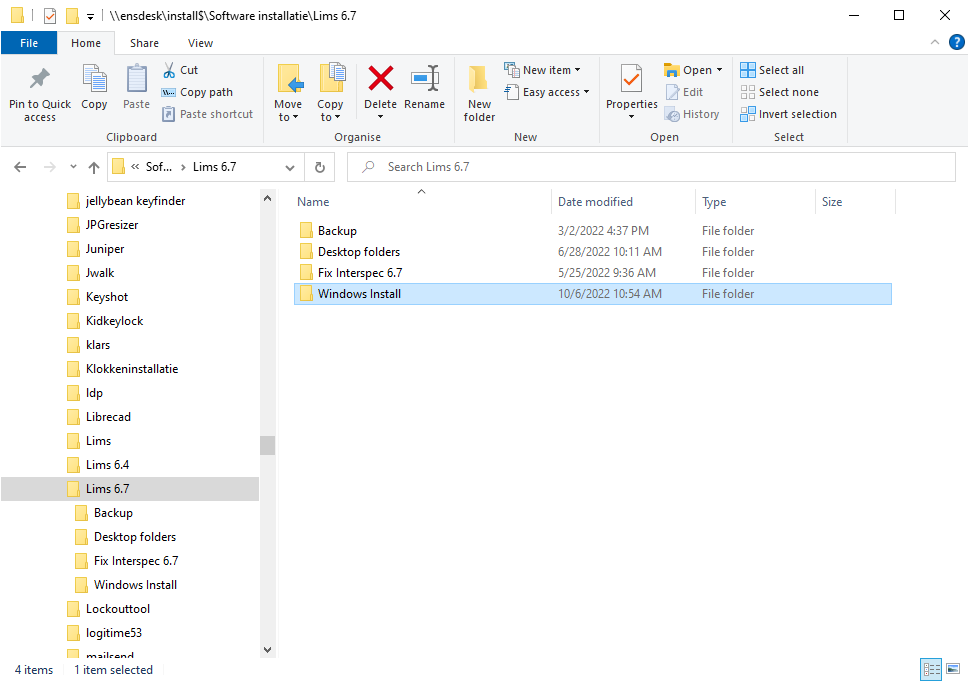 \\ensdesk\install$\Software installatie\Lims 6.7
File Home Share View
Pin to Quick access
Copy
Paste
Cut
Copy path
Paste shortcut
Clipboard
Move to
Copy to
Delete
Rename
Organise
New folder
New item
Easy access
New
Properties
Open
Edit
History
Open
Select all
Select none
Invert selection
Select
« Sof... › Lims 6.7
Search Lims 6.7
jellybean keyfinder
JPGresizer
Juniper
Jwalk
Keyshot
Kidkeylock
klars
Klokkeninstallatie
ldp
Librecad
Lims
Lims 6.4
Lims 6.7
Backup
Desktop folders
Fix Interspec 6.7
Windows Install
Lockouttool
logitime53
mailsend
Name Date modified Type Size
Backup 3/2/2022 4:37 PM File folder
Desktop folders 6/28/2022 10:11 AM File folder
Fix Interspec 6.7 5/25/2022 9:36 AM File folder
Windows Install 10/6/2022 10:54 AM File folder
4 items 1 item selected